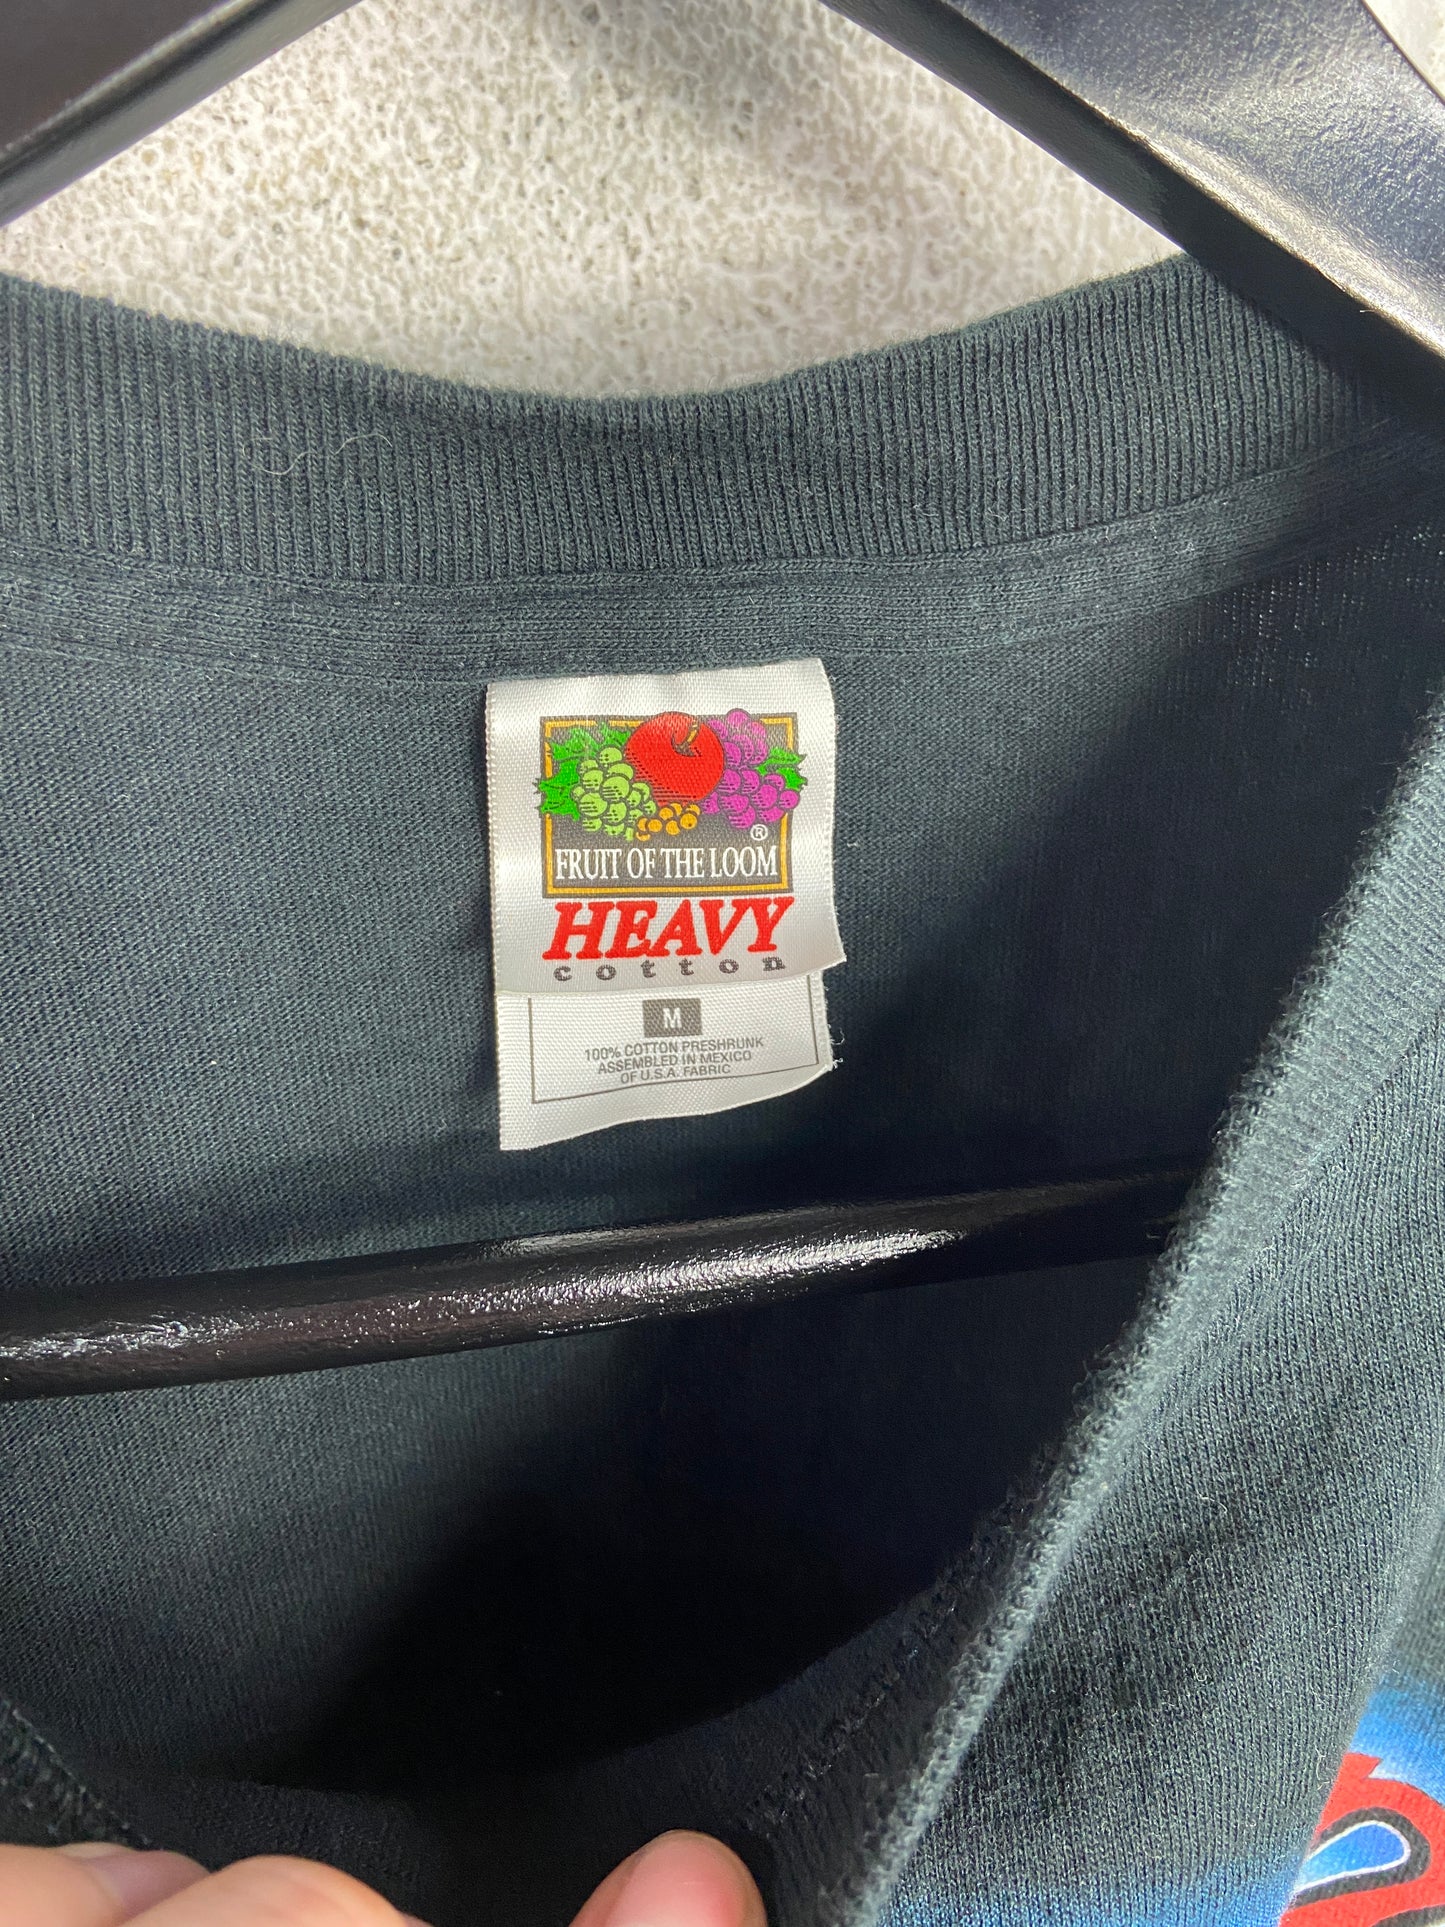 ®
FRUIT OF THE LOOM
HEAVY
cotton
M
100% COTTON PRESHRUNK
ASSEMBLED IN MEXICO
OF U.S.A. FABRIC